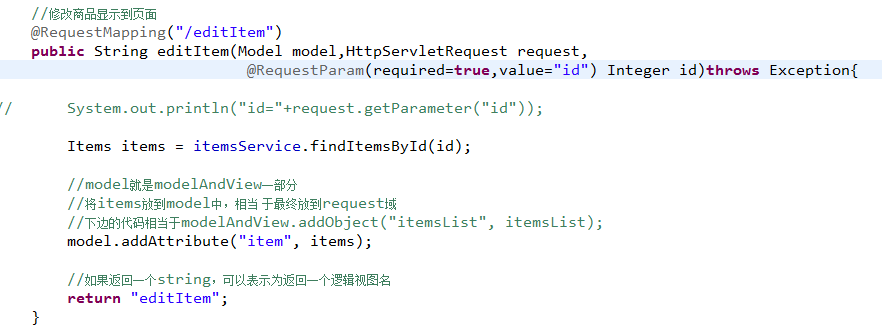 //修改商品显示到页面
@RequestMapping("/editItem")
public String editItem(Model model,HttpServletRequest request,
@RequestParam(required=true,value="id") Integer id)throws Exception{
// System.out.println("id="+request.getParameter("id"));
Items items = itemsService.findItemsById(id);
//model就是modelAndView一部分
//将items放到model中，相当于最终放到request域
//下边的代码相当于modelAndView.addObject("itemsList", itemsList);
model.addAttribute("item", items);
//如果返回一个string，可以表示为返回一个逻辑视图名
return "editItem";
}